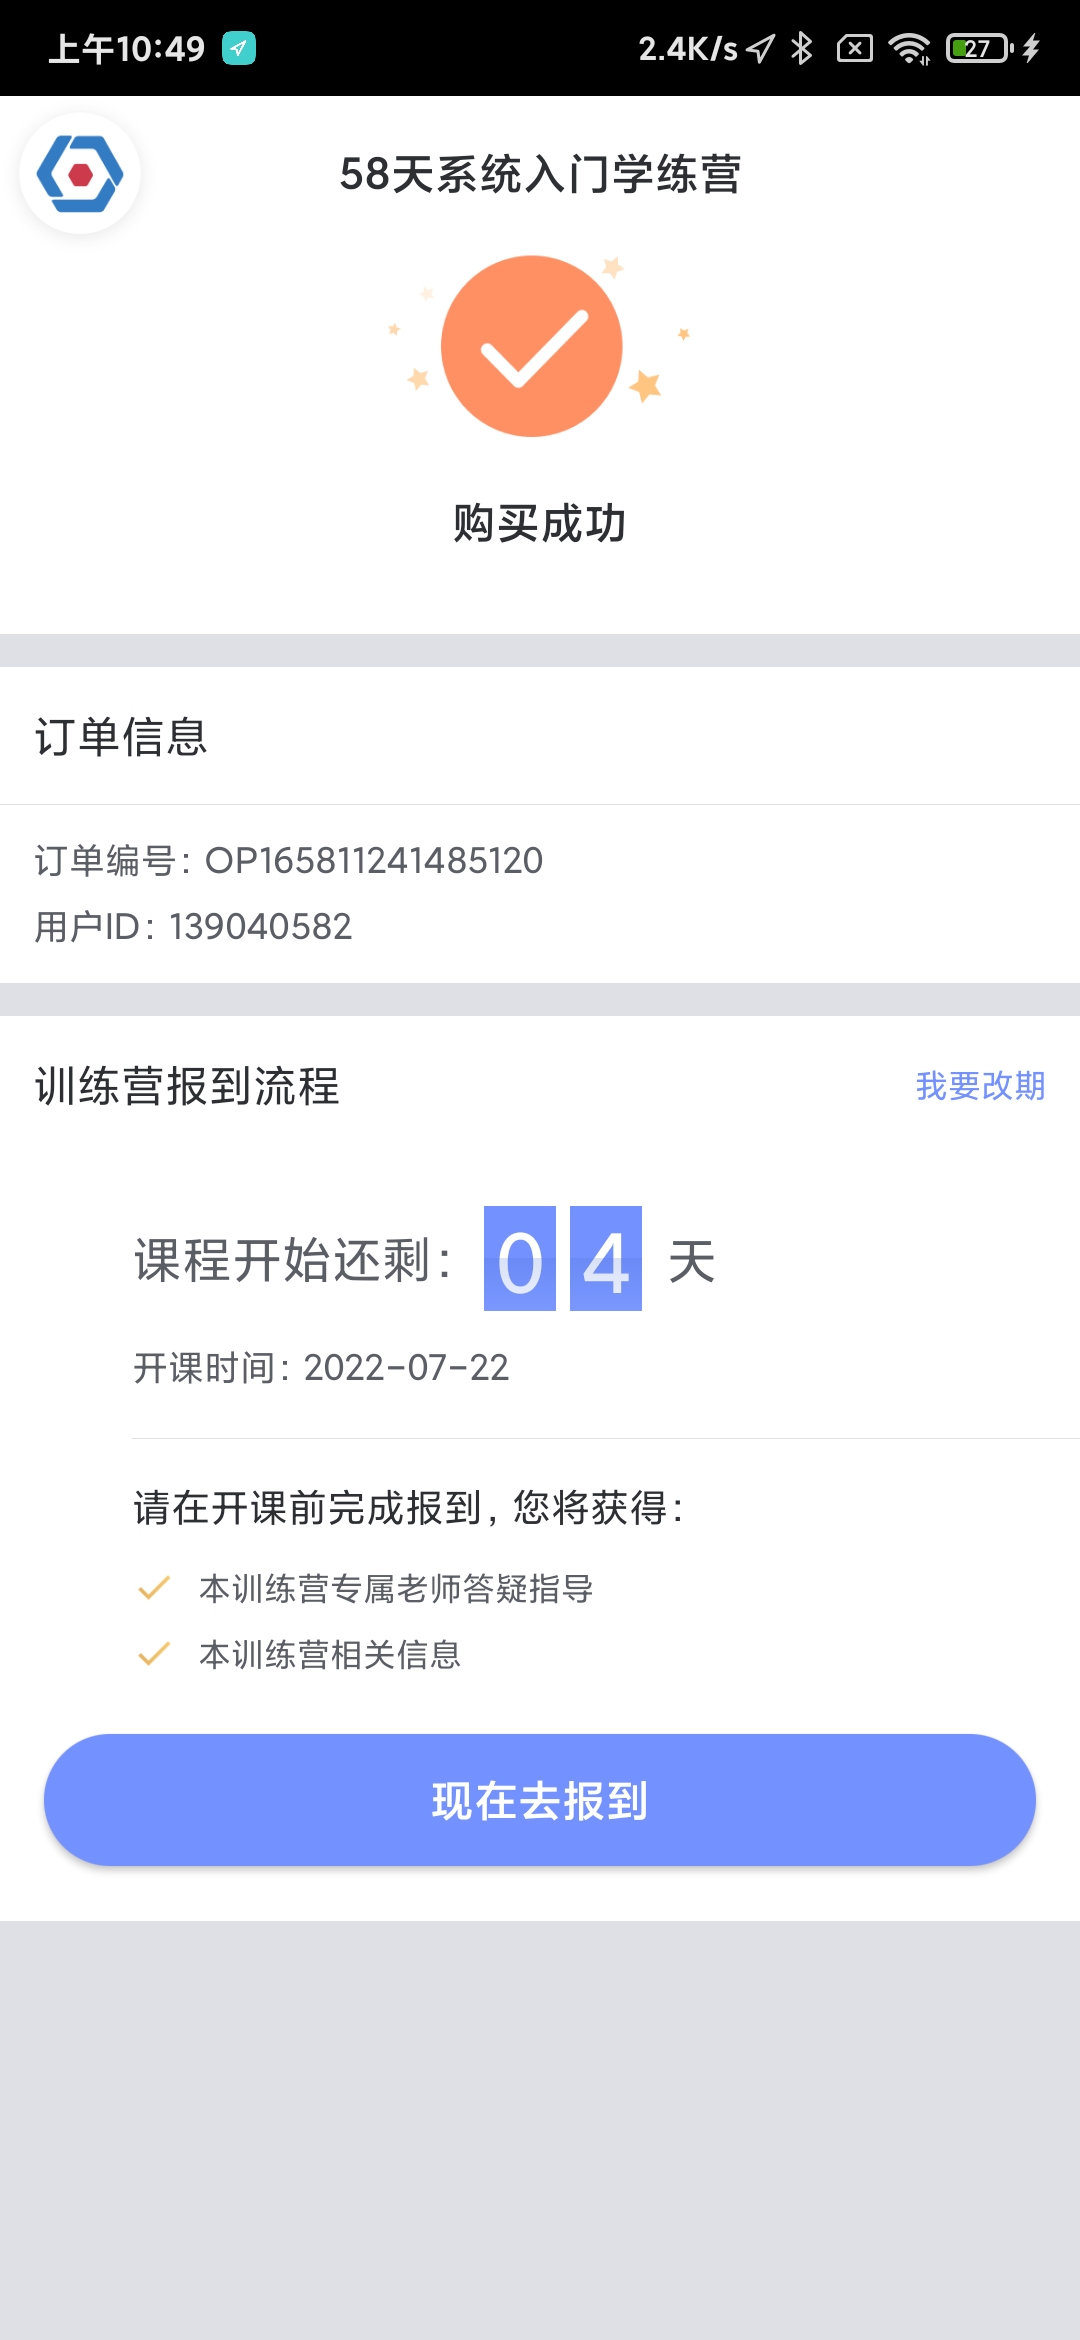 上午10:49
2.4K/s
27
58天系统入门学练营
购买成功
订单信息
订单编号: OP165811241485120
用户ID: 139040582
训练营报到流程
我要改期
课程开始还剩: 04 天
开课时间: 2022-07-22
请在开课前完成报到, 您将获得:
本训练营专属老师答疑指导
本训练营相关信息
现在去报到